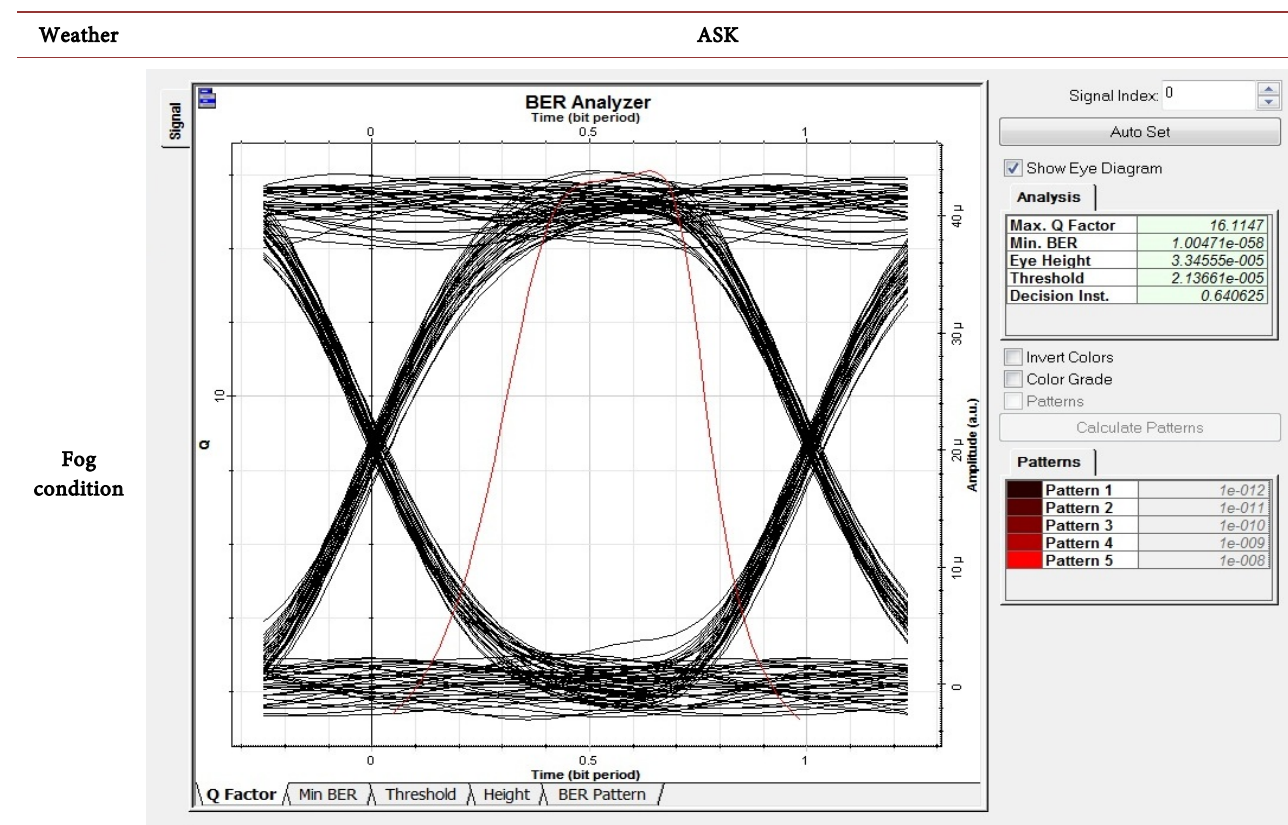 Weather ASK
Fog
condition
Signal
BER Analyzer
Time (bit period)
0 0.5 1
Q
10
40 µ
30 µ
20 µ
10 µ
0
Amplitude (a.u.)
0 0.5 1
Time (bit period)
Q Factor Min BER Threshold Height BER Pattern
Signal Index: 0
Auto Set
Show Eye Diagram
Analysis
Max. Q Factor 16.1147
Min. BER 1.00471e-058
Eye Height 3.34555e-005
Threshold 2.13661e-005
Decision Inst. 0.640625
Invert Colors
Color Grade
Patterns
Calculate Patterns
Patterns
Pattern 1 1e-012
Pattern 2 1e-011
Pattern 3 1e-010
Pattern 4 1e-009
Pattern 5 1e-008